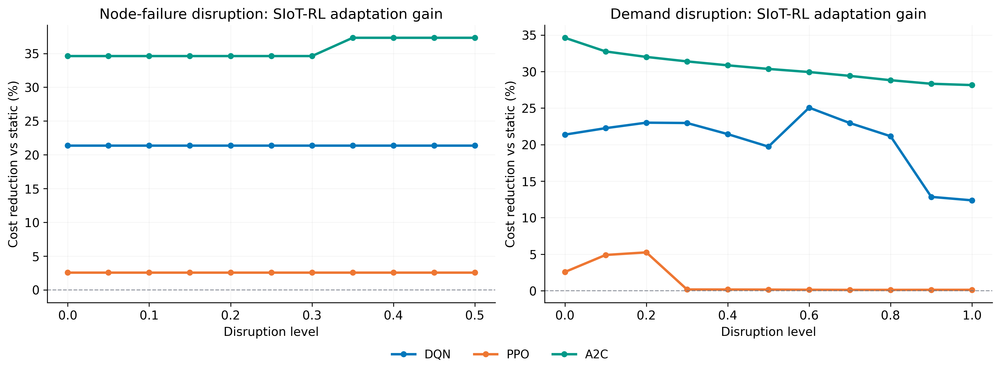 Node-failure disruption: SIoT-RL adaptation gain
Cost reduction vs static (%)
35
30
25
20
15
10
5
0
0.0 0.1 0.2 0.3 0.4 0.5
Disruption level
Demand disruption: SIoT-RL adaptation gain
Cost reduction vs static (%)
35
30
25
20
15
10
5
0
0.0 0.2 0.4 0.6 0.8 1.0
Disruption level
DQN PPO A2C